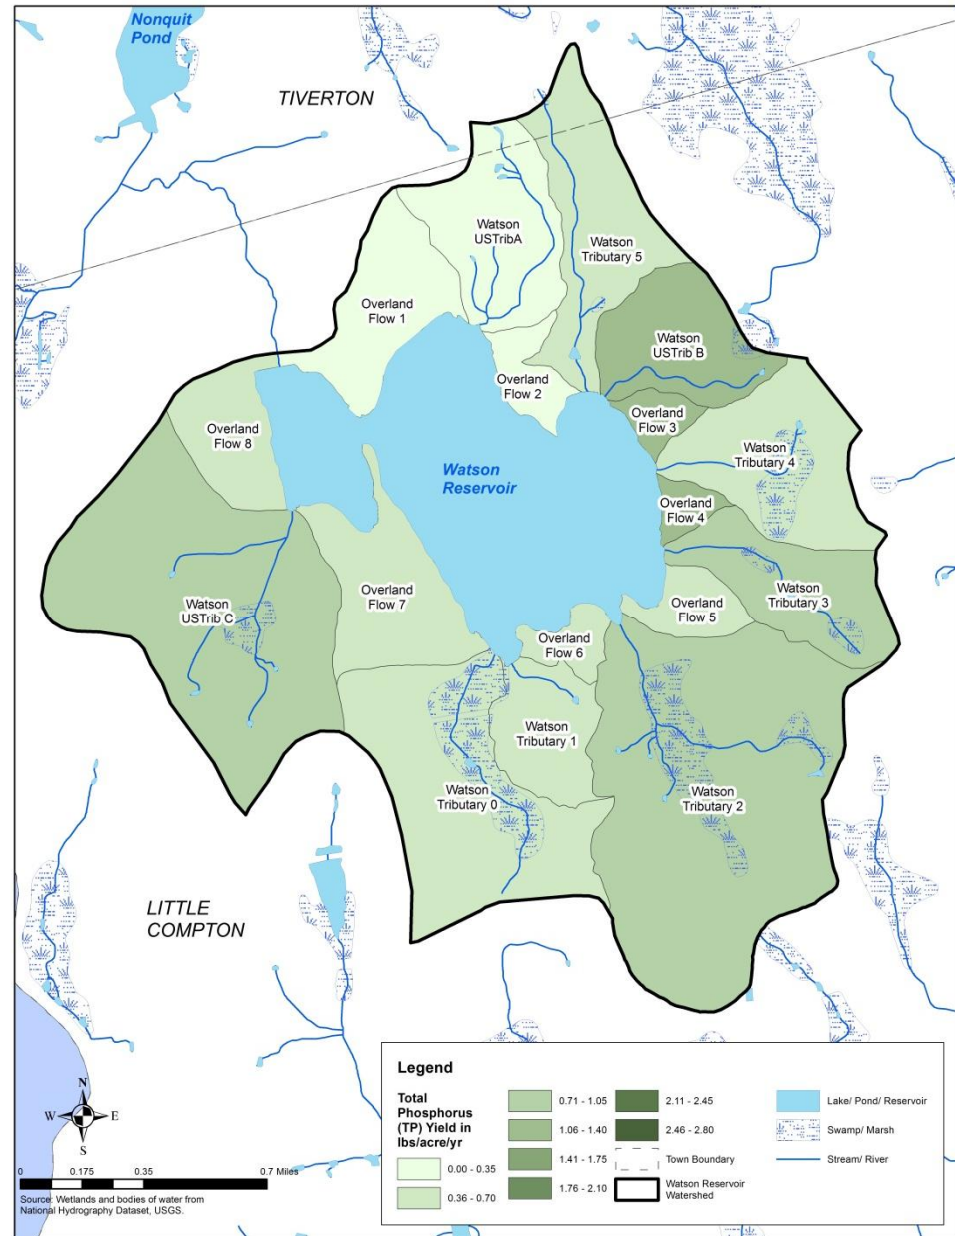 Nonquit
Pond
TIVERTON
Watson
USTribA
Watson
Tributary 5
Overland
Flow 1
Watson
USTrib B
Overland
Flow 2
Overland
Flow 3
Overland
Flow 8
Watson
Tributary 4
Watson
Reservoir
Overland
Flow 4
Overland
Flow 7
Watson
Tributary 3
Watson
USTrib C
Overland
Flow 5
Overland
Flow 6
Watson
Tributary 1
Watson
Tributary 0
Watson
Tributary 2
LITTLE
COMPTON
N
W E
S
0 0.175 0.35 0.7 Miles
Source: Wetlands and bodies of water from
National Hydrography Dataset, USGS.
Legend
Total
Phosphorus
(TP) Yield in
lbs/acre/yr
0.00 - 0.35
0.36 - 0.70
0.71 - 1.05
1.06 - 1.40
1.41 - 1.75
1.76 - 2.10
2.11 - 2.45
2.46 - 2.80
Town Boundary
Watson Reservoir
Watershed
Lake/ Pond/ Reservoir
Swamp/ Marsh
Stream/ River